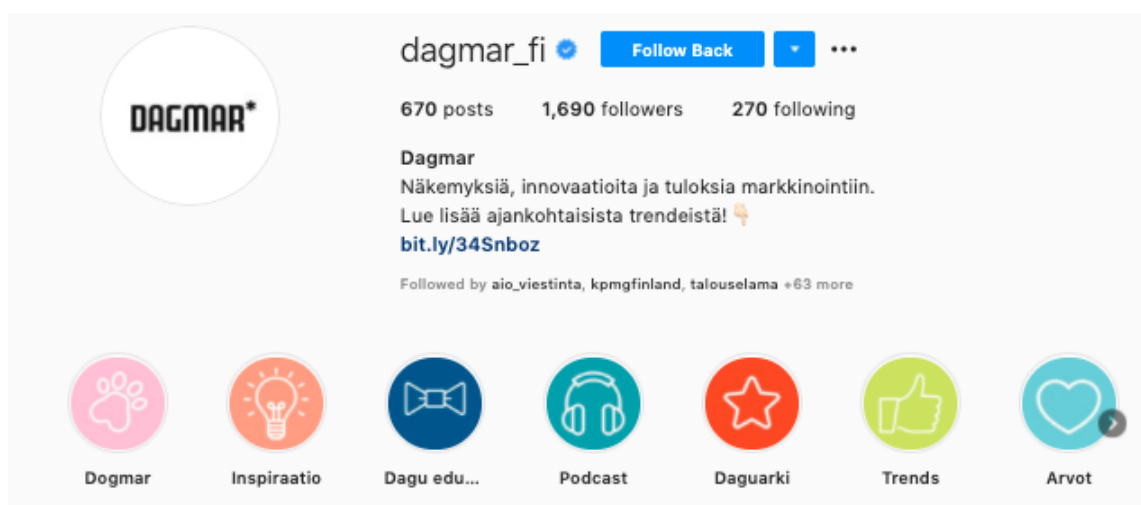 DAGMAR*
dagmar_fi Follow Back
670 posts 1,690 followers 270 following
Dagmar
Näkemyksiä, innovaatioita ja tuloksia markkinointiin.
Lue lisää ajankohtaisista trendeistä! 👇🏻
bit.ly/34Snboz
Followed by aio_viestinta, kpmgfinland, talouselama +63 more
Dogmar Inspiraatio Dagu edu... Podcast Daguarki Trends Arvot